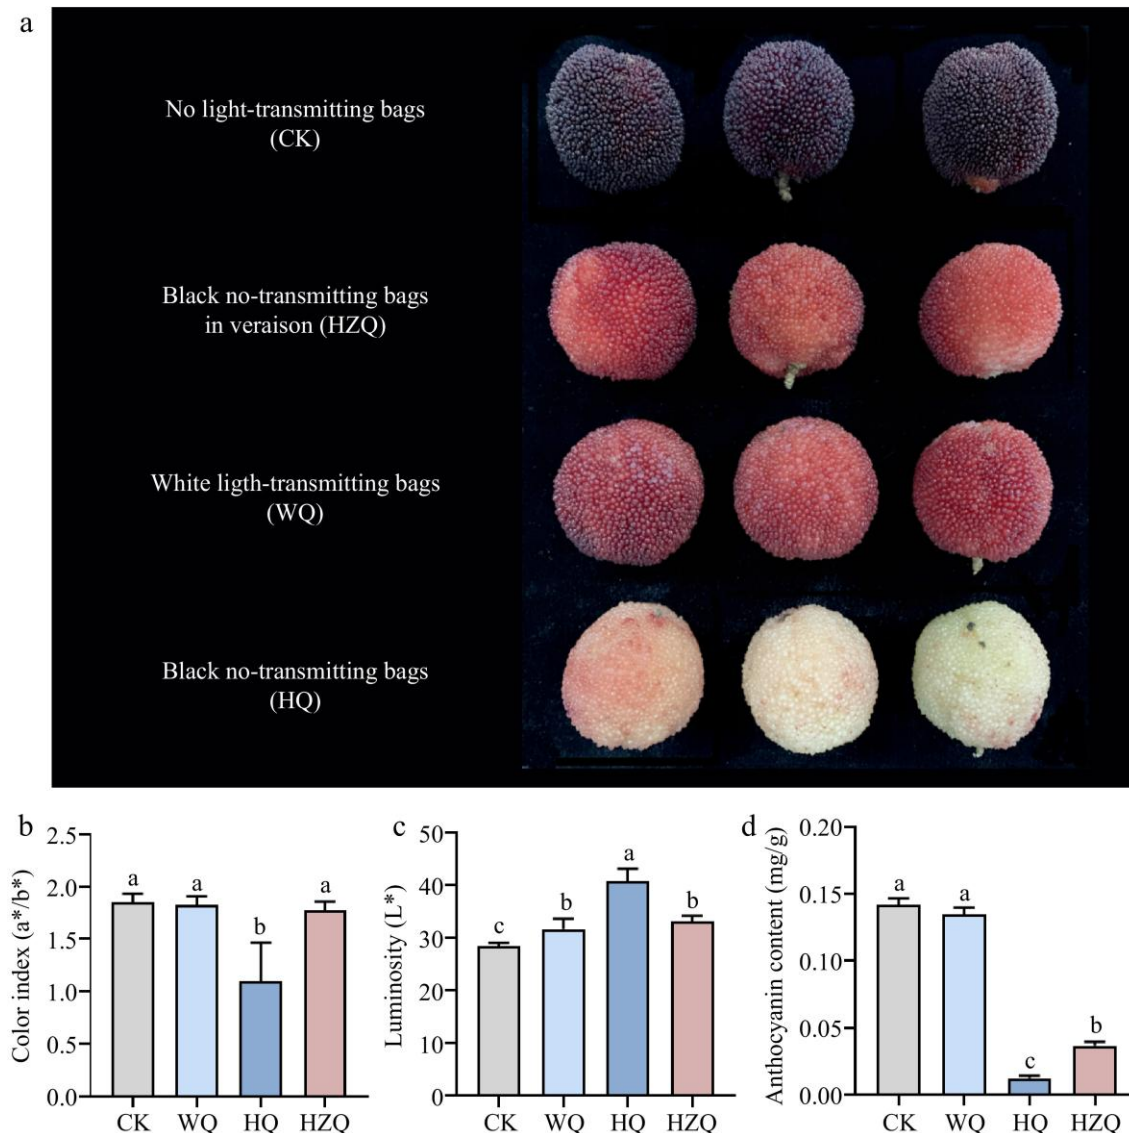 a
No light-transmitting bags
(CK)
Black no-transmitting bags
in veraison (HZQ)
White ligth-transmitting bags
(WQ)
Black no-transmitting bags
(HQ)
b
Color index (a*/b*)
2.5
2.0
1.5
1.0
0.5
0.0
a
a
b
a
CK
WQ
HQ
HZQ
c
Luminosity (L*)
50
40
30
20
10
0
c
b
a
b
CK
WQ
HQ
HZQ
d
Anthocyanin content (mg/g)
0.20
0.15
0.10
0.05
0.00
a
a
c
b
CK
WQ
HQ
HZQ